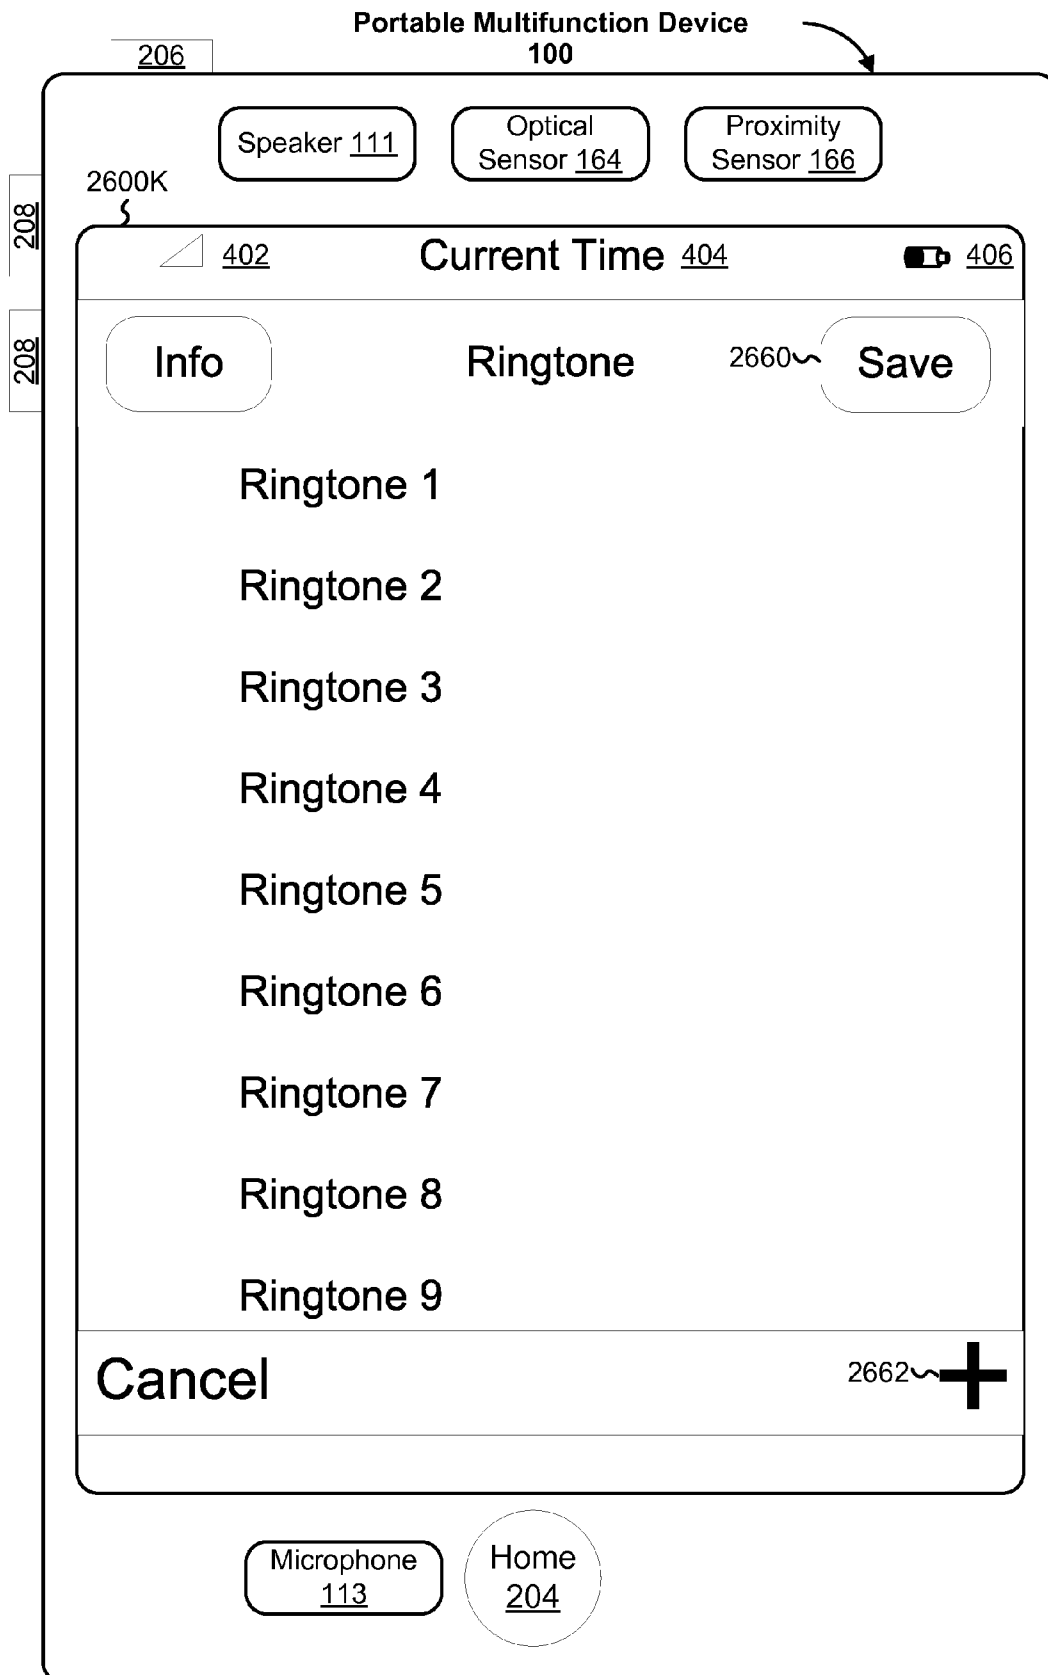 Portable Multifunction Device
100
206
Speaker 111
Optical
Sensor 164
Proximity
Sensor 166
2600K
208
402
Current Time 404
406
208
Info
Ringtone
2660
Save
Ringtone 1
Ringtone 2
Ringtone 3
Ringtone 4
Ringtone 5
Ringtone 6
Ringtone 7
Ringtone 8
Ringtone 9
Cancel
2662
Microphone
113
Home
204